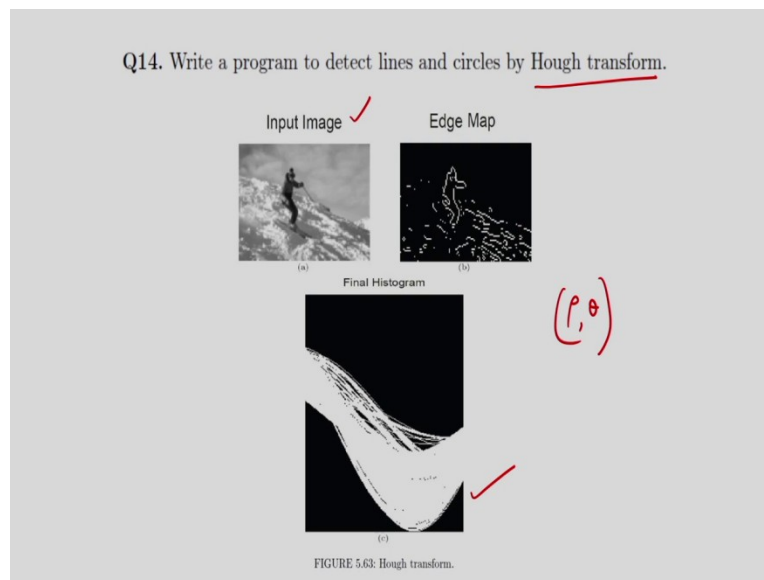 Q14. Write a program to detect lines and circles by Hough transform.
Input Image
Edge Map
(a)
(b)
Final Histogram
(ρ, θ)
(c)
FIGURE 5.63: Hough transform.